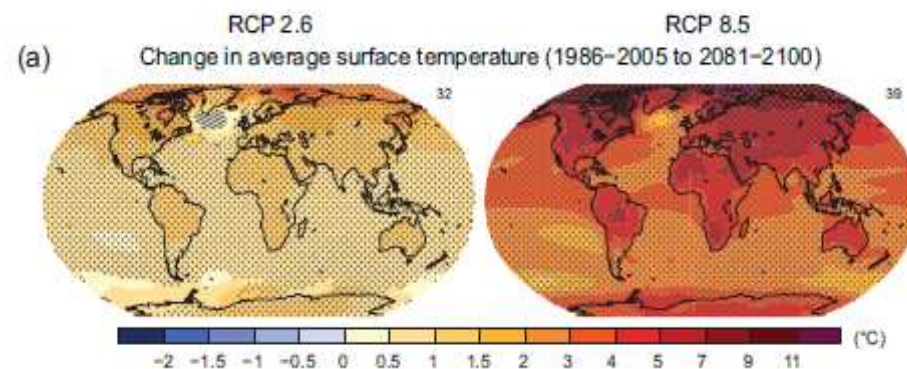 RCP 2.6 RCP 8.5
(a) Change in average surface temperature (1986−2005 to 2081−2100)
32 39
−2 −1.5 −1 −0.5 0 0.5 1 1.5 2 3 4 5 7 9 11 (°C)